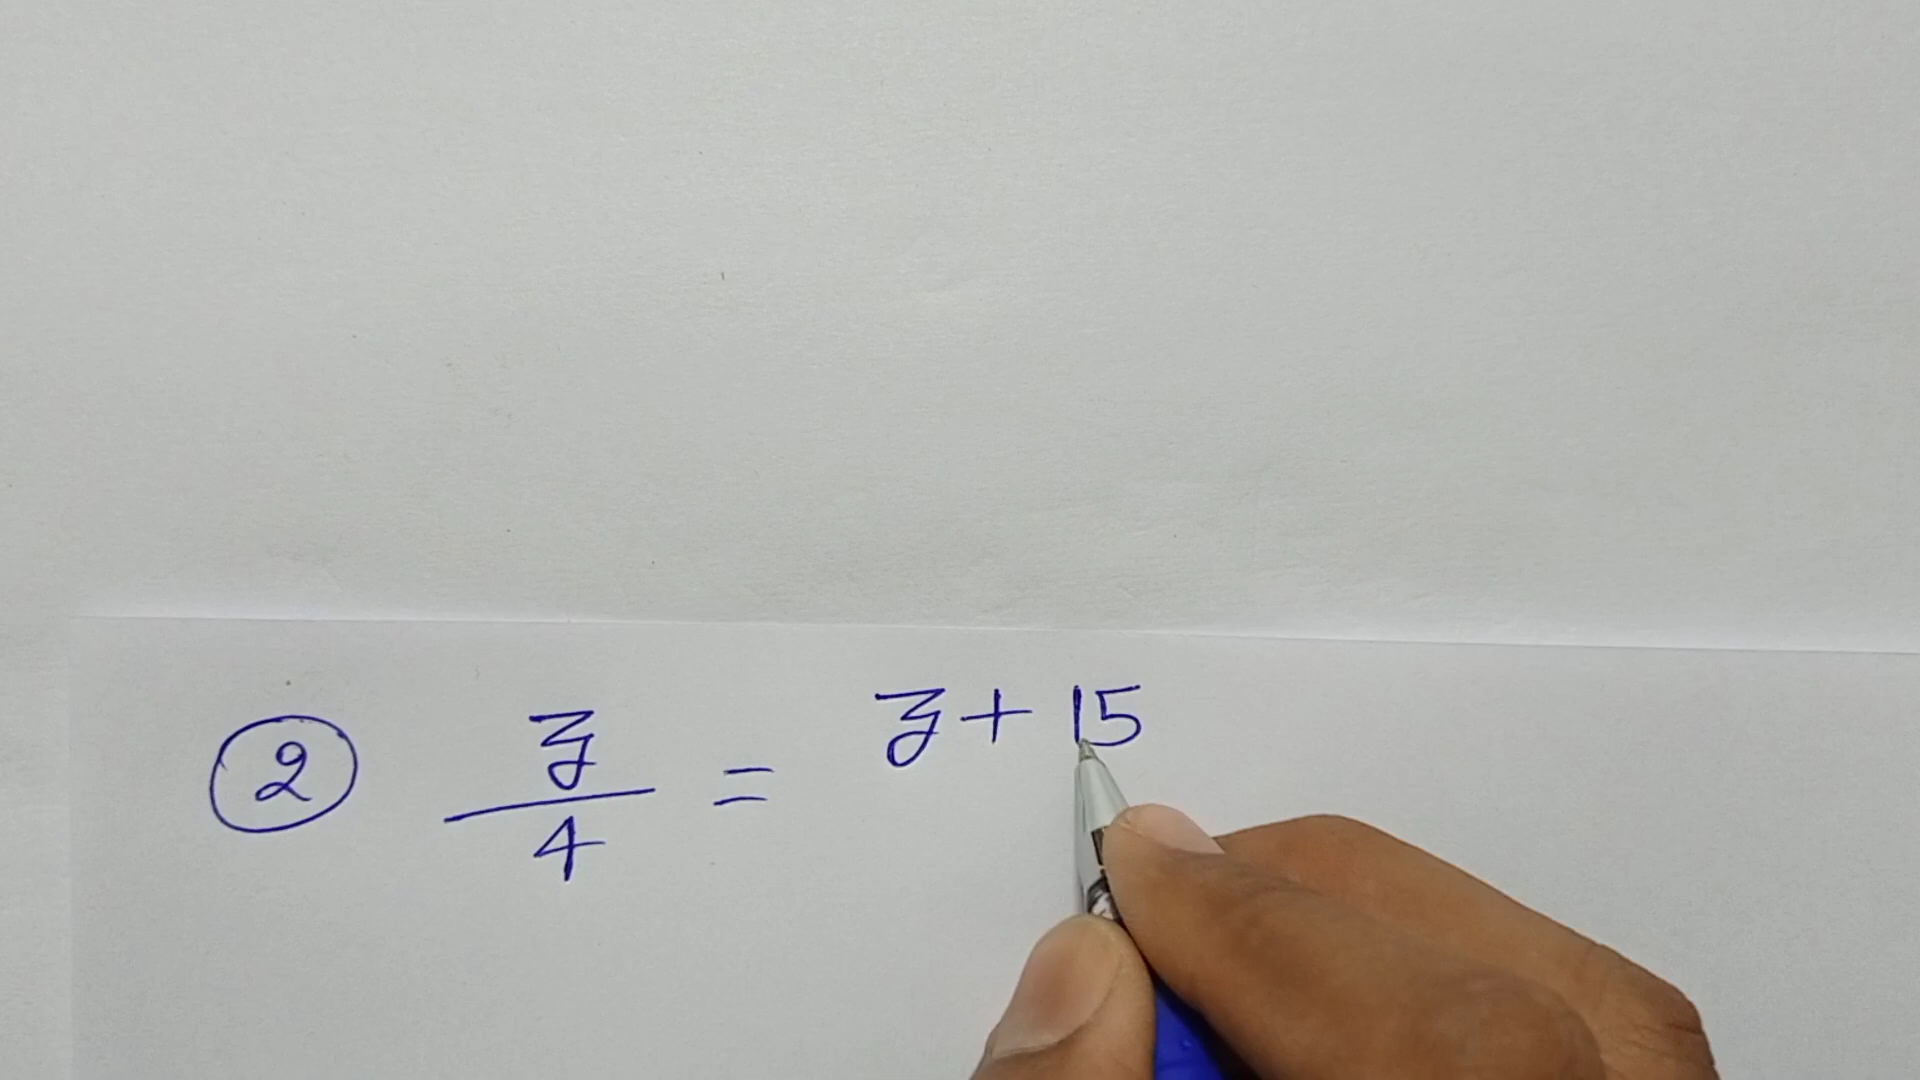 ② z/4 = z + 15